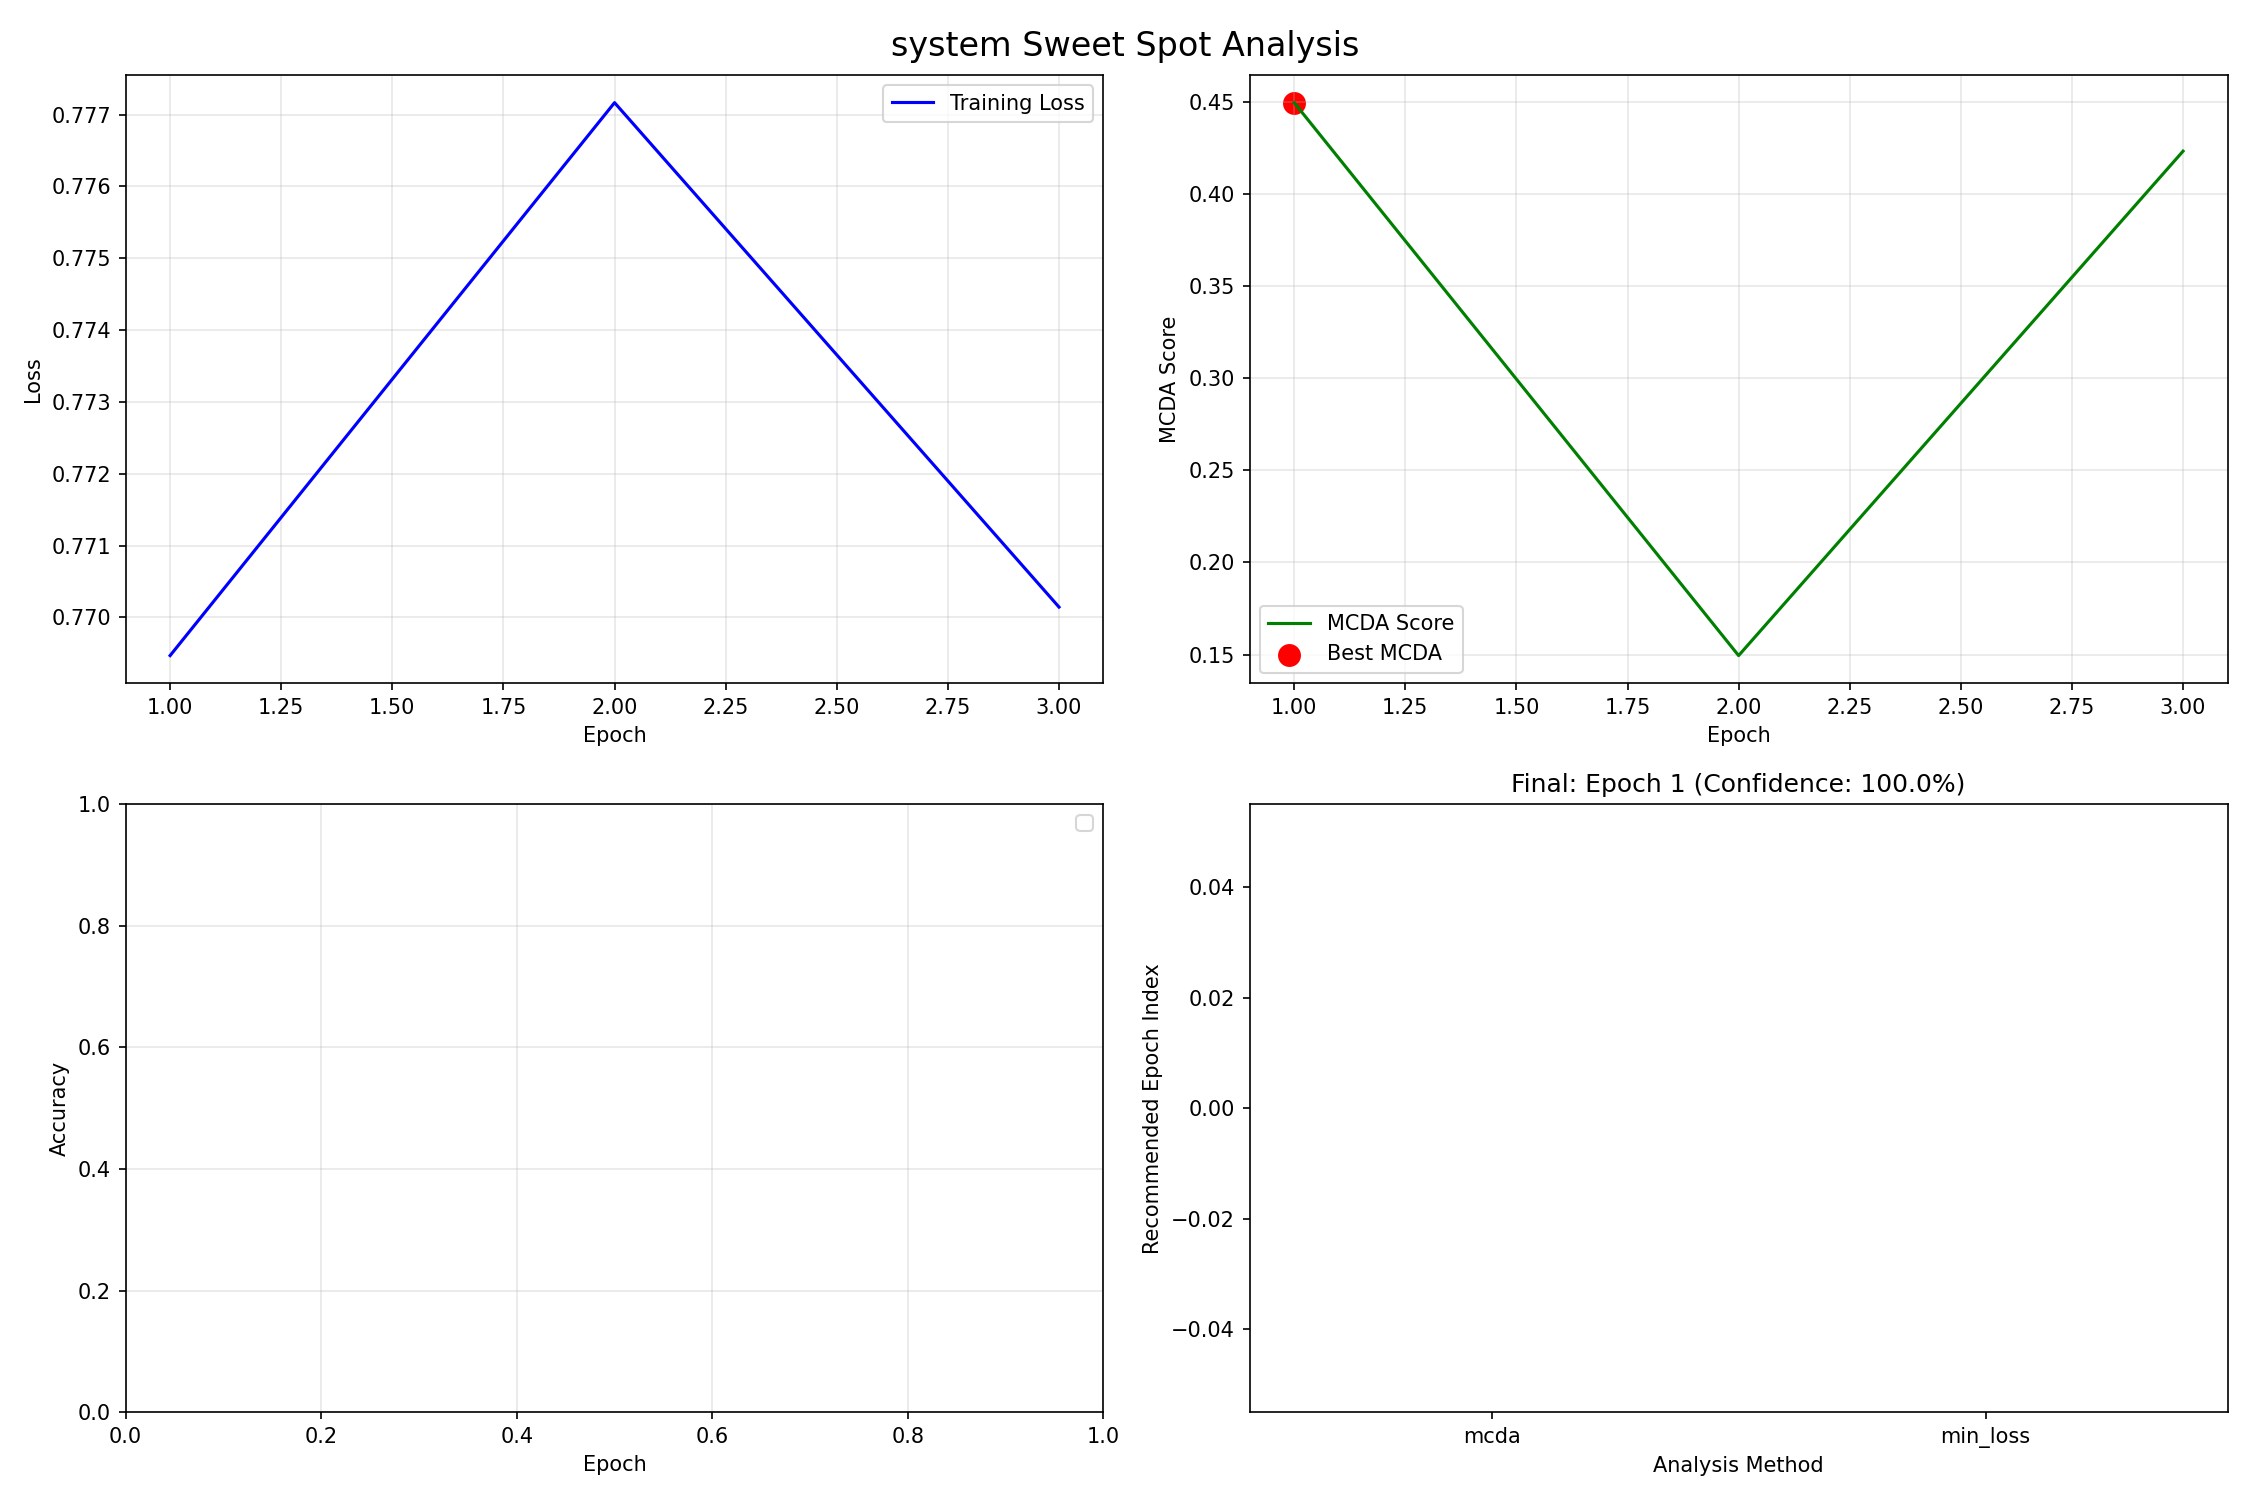 system Sweet Spot Analysis
0.777
0.776
0.775
0.774
0.773
0.772
0.771
0.770
Loss
Training Loss
1.00 1.25 1.50 1.75 2.00 2.25 2.50 2.75 3.00
Epoch
0.45
0.40
0.35
0.30
0.25
0.20
0.15
MCDA Score
MCDA Score
Best MCDA
1.00 1.25 1.50 1.75 2.00 2.25 2.50 2.75 3.00
Epoch
1.0
0.8
0.6
0.4
0.2
0.0
Accuracy
0.0 0.2 0.4 0.6 0.8 1.0
Epoch
Final: Epoch 1 (Confidence: 100.0%)
0.04
0.02
0.00
−0.02
−0.04
Recommended Epoch Index
mcda min_loss
Analysis Method